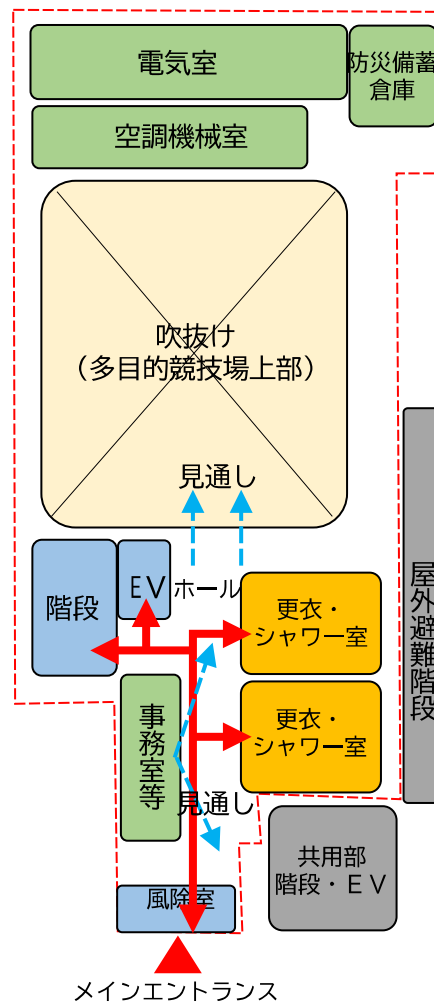 電気室
防災備蓄
倉庫
空調機械室
吹抜け
（多目的競技場上部）
見通し
階段
ＥＶ
ホール
更衣・
シャワー室
屋外避難階段
更衣・
シャワー室
事務室等
見通し
共用部
階段・ＥＶ
風除室
メインエントランス